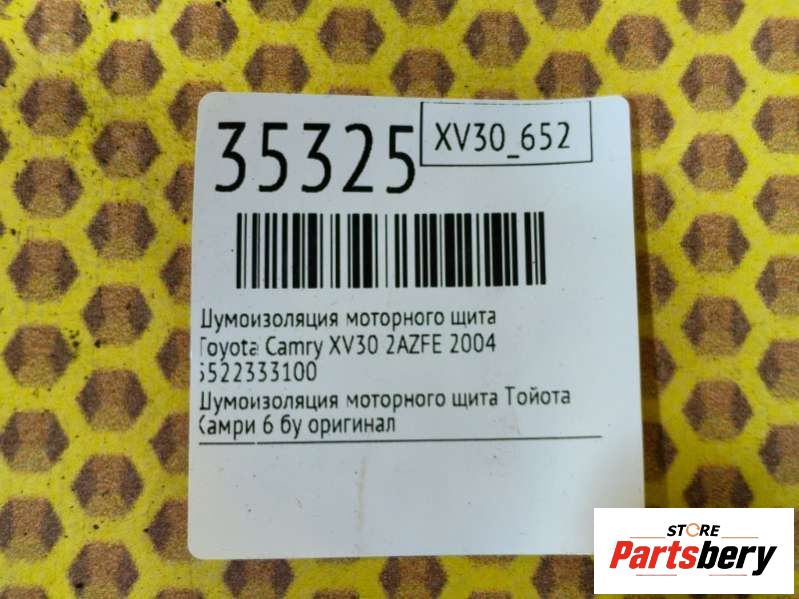 35325
XV30_652
Шумоизоляция моторного щита
Toyota Camry XV30 2AZFE 2004
5522333100
Шумоизоляция моторного щита Тойота
Камри 6 бу оригинал
STORE
Partsbery